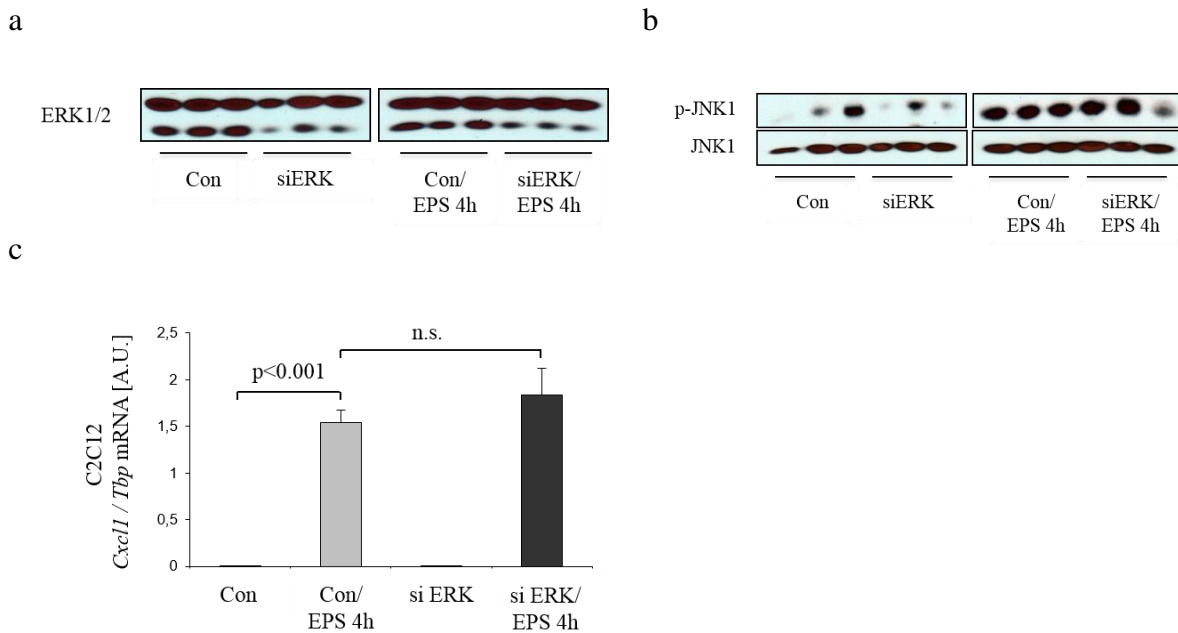 a
ERK1/2
Con
siERK
Con/
EPS 4h
siERK/
EPS 4h
b
p-JNK1
JNK1
Con
siERK
Con/
EPS 4h
siERK/
EPS 4h
c
C2C12
Cxcl1 / Tbp mRNA [A.U.]
2,5
2
1,5
1
0,5
0
p<0.001
n.s.
Con
Con/
EPS 4h
si ERK
si ERK/
EPS 4h